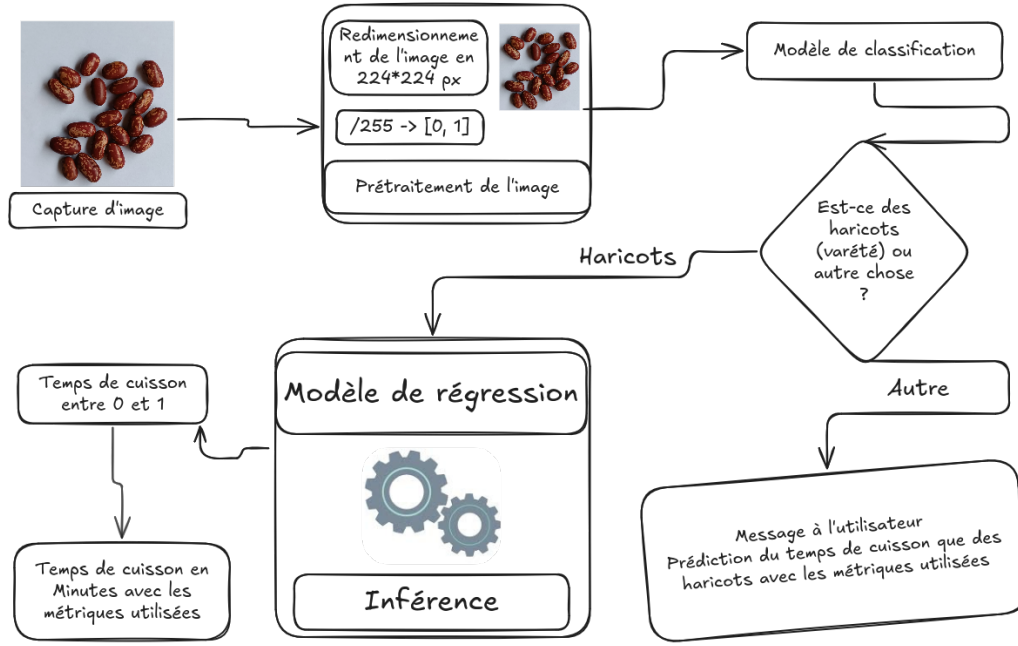 Capture d'image
Redimensionneme
nt de l'image en
224*224 px
/255 -> [0, 1]
Prétraitement de l'image
Modèle de classification
Est-ce des
haricots
(varété) ou
autre chose
?
Haricots
Autre
Modèle de régression
Inférence
Temps de cuisson
entre 0 et 1
Temps de cuisson en
Minutes avec les
métriques utilisées
Message à l'utilisateur
Prédiction du temps de cuisson que des
haricots avec les métriques utilisées